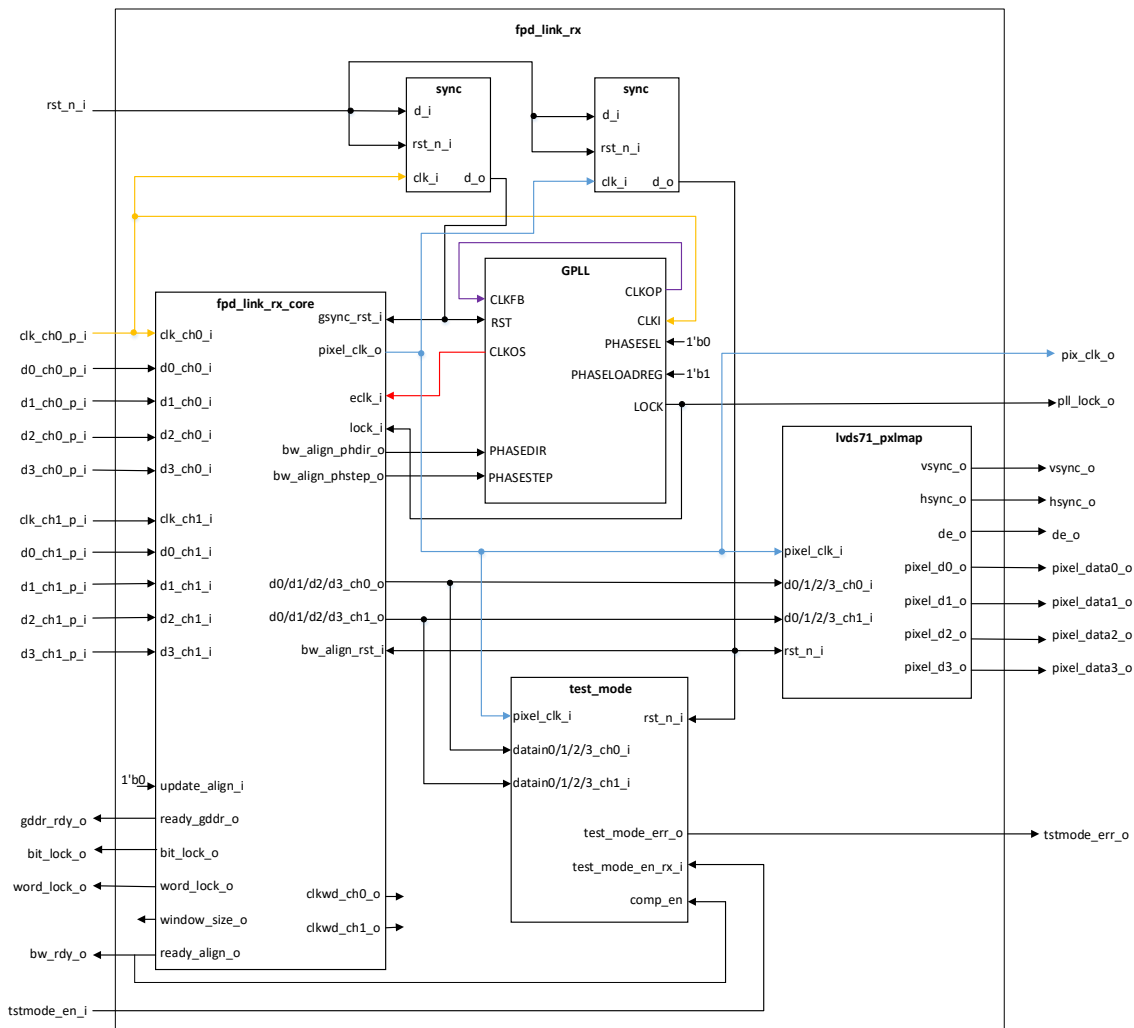 fpd_link_rx
rst_n_i
sync
d_i
rst_n_i
clk_i
d_o
sync
d_i
rst_n_i
clk_i
d_o
GPLL
CLKFB
RST
CLKOS
PHASEDIR
PHASESTEP
CLKOP
CLKI
PHASESEL
1'b0
PHASELOADREG
1'b1
LOCK
fpd_link_rx_core
clk_ch0_p_i
d0_ch0_p_i
d1_ch0_p_i
d2_ch0_p_i
d3_ch0_p_i
clk_ch1_p_i
d0_ch1_p_i
d1_ch1_p_i
d2_ch1_p_i
d3_ch1_p_i
clk_ch0_i
d0_ch0_i
d1_ch0_i
d2_ch0_i
d3_ch0_i
clk_ch1_i
d0_ch1_i
d1_ch1_i
d2_ch1_i
d3_ch1_i
gsync_rst_i
pixel_clk_o
eclk_i
lock_i
bw_align_phdir_o
bw_align_phstep_o
d0/d1/d2/d3_ch0_o
d0/d1/d2/d3_ch1_o
bw_align_rst_i
1'b0
update_align_i
gddr_rdy_o
ready_gddr_o
bit_lock_o
bit_lock_o
word_lock_o
word_lock_o
window_size_o
bw_rdy_o
ready_align_o
clkwd_ch0_o
clkwd_ch1_o
tstmode_en_i
test_mode
pixel_clk_i
datain0/1/2/3_ch0_i
datain0/1/2/3_ch1_i
rst_n_i
test_mode_err_o
test_mode_en_rx_i
comp_en
lvds71_pxlmap
pixel_clk_i
d0/1/2/3_ch0_i
d0/1/2/3_ch1_i
rst_n_i
vsync_o
hsync_o
de_o
pixel_d0_o
pixel_d1_o
pixel_d2_o
pixel_d3_o
pix_clk_o
pll_lock_o
vsync_o
hsync_o
de_o
pixel_data0_o
pixel_data1_o
pixel_data2_o
pixel_data3_o
tstmode_err_o